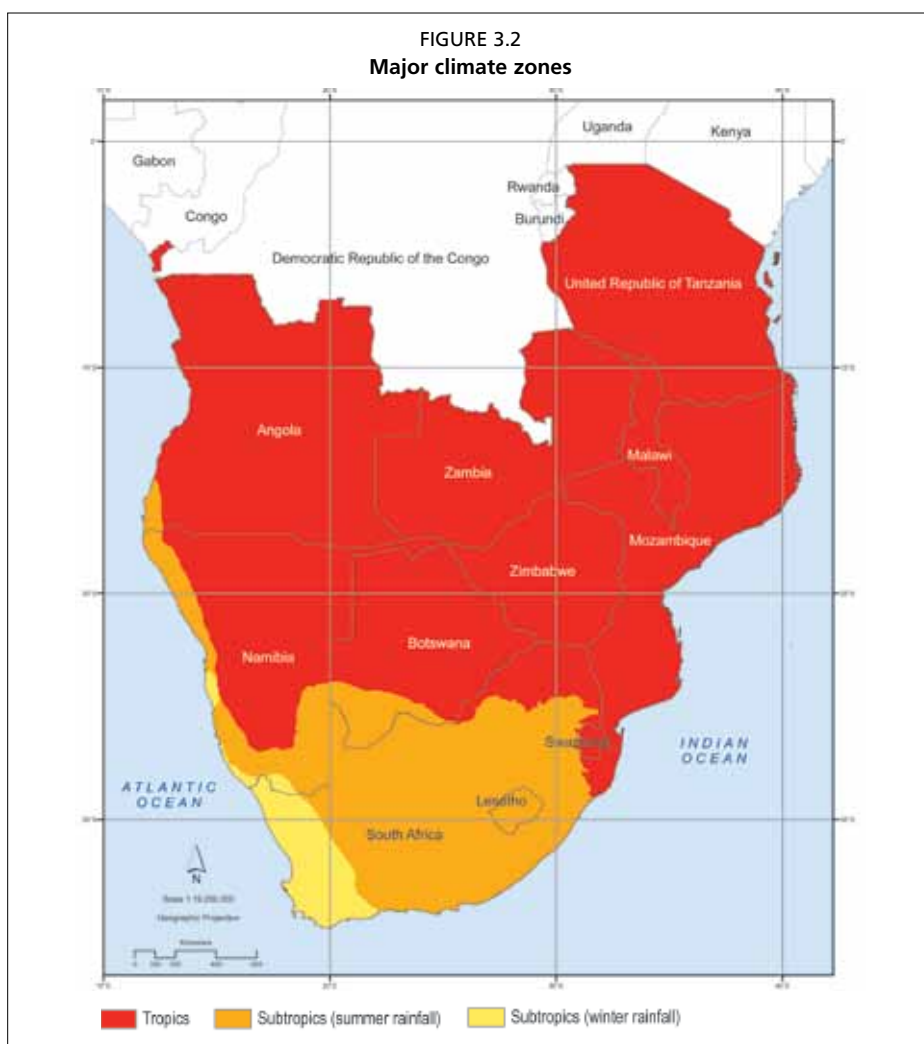 FIGURE 3.2
Major climate zones
Uganda
Kenya
Gabon
Rwanda
Congo
Burundi
Democratic Republic of the Congo
United Republic of Tanzania
Angola
Malawi
Zambia
Mozambique
Zimbabwe
Botswana
Namibia
Swaziland
INDIAN
OCEAN
ATLANTIC
OCEAN
Lesotho
South Africa
N
Geographic Projection
Kilometers
Tropics
Subtropics (summer rainfall)
Subtropics (winter rainfall)